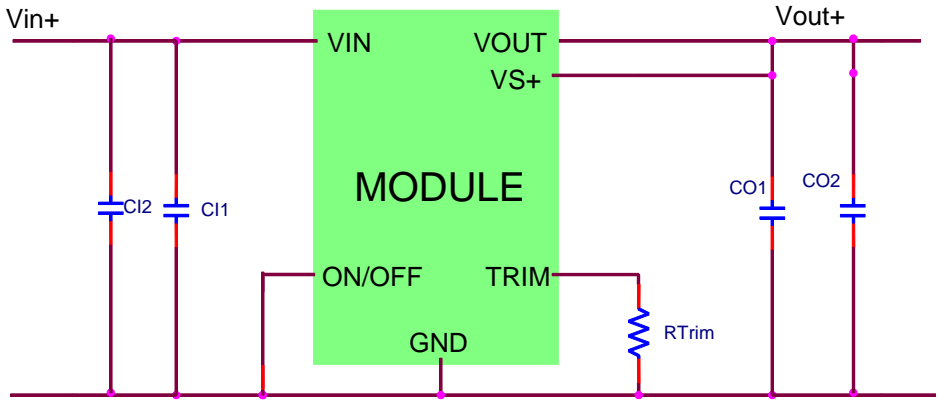 Vin+
Vout+
VIN
VOUT
VS+
MODULE
CI2
CI1
CO1
CO2
ON/OFF
TRIM
RTrim
GND